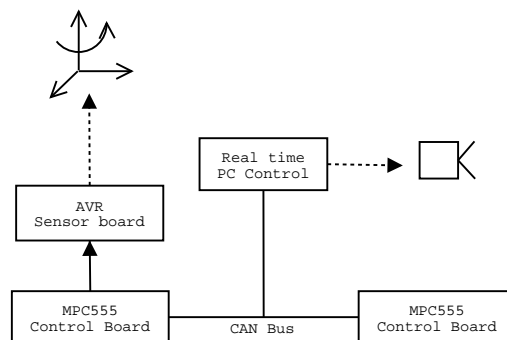 Real time
PC Control
AVR
Sensor board
MPC555
Control Board
CAN Bus
MPC555
Control Board